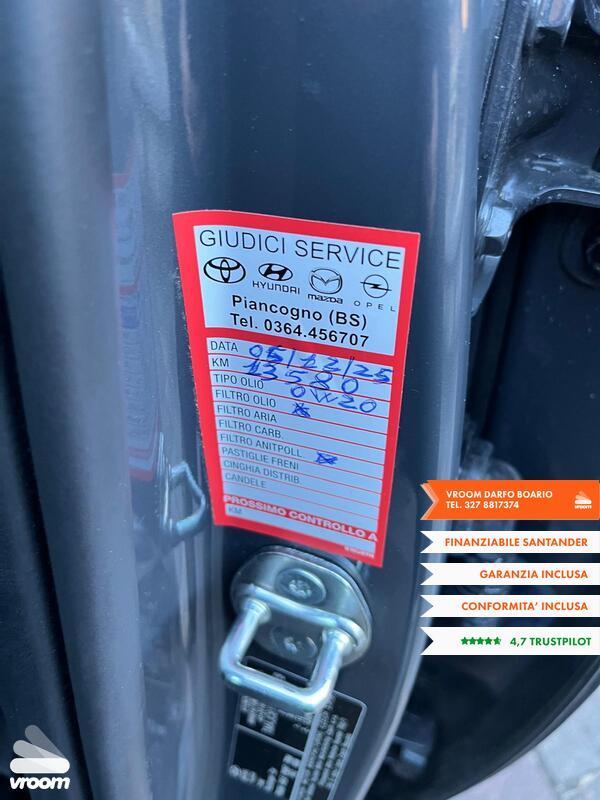 GIUDICI SERVICE
HYUNDAI mazda OPEL
Piancogno (BS)
Tel. 0364.456707
DATA 05/12/25
KM 13580
TIPO OLIO 0W20
FILTRO OLIO
FILTRO ARIA
FILTRO CARB.
FILTRO ANITPOLL.
PASTIGLIE FRENI
CINGHIA DISTRIB.
CANDELE
PROSSIMO CONTROLLO A
KM
VROOM DARFO BOARIO
TEL. 327 8817374
vroom
FINANZIABILE SANTANDER
GARANZIA INCLUSA
CONFORMITA' INCLUSA
4,7 TRUSTPILOT
vroom